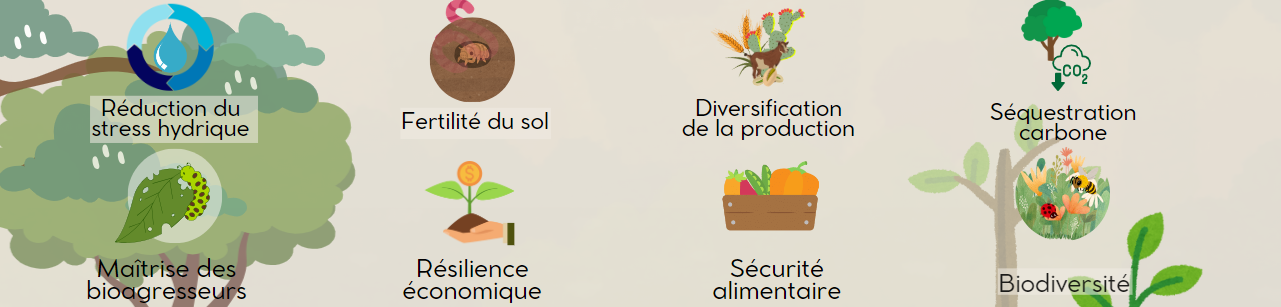 Réduction du
stress hydrique
Fertilité du sol
Diversification
de la production
CO2
Séquestration
carbone
$
Maîtrise des
bioagresseurs
Résilience
économique
Sécurité
alimentaire
Biodiversité